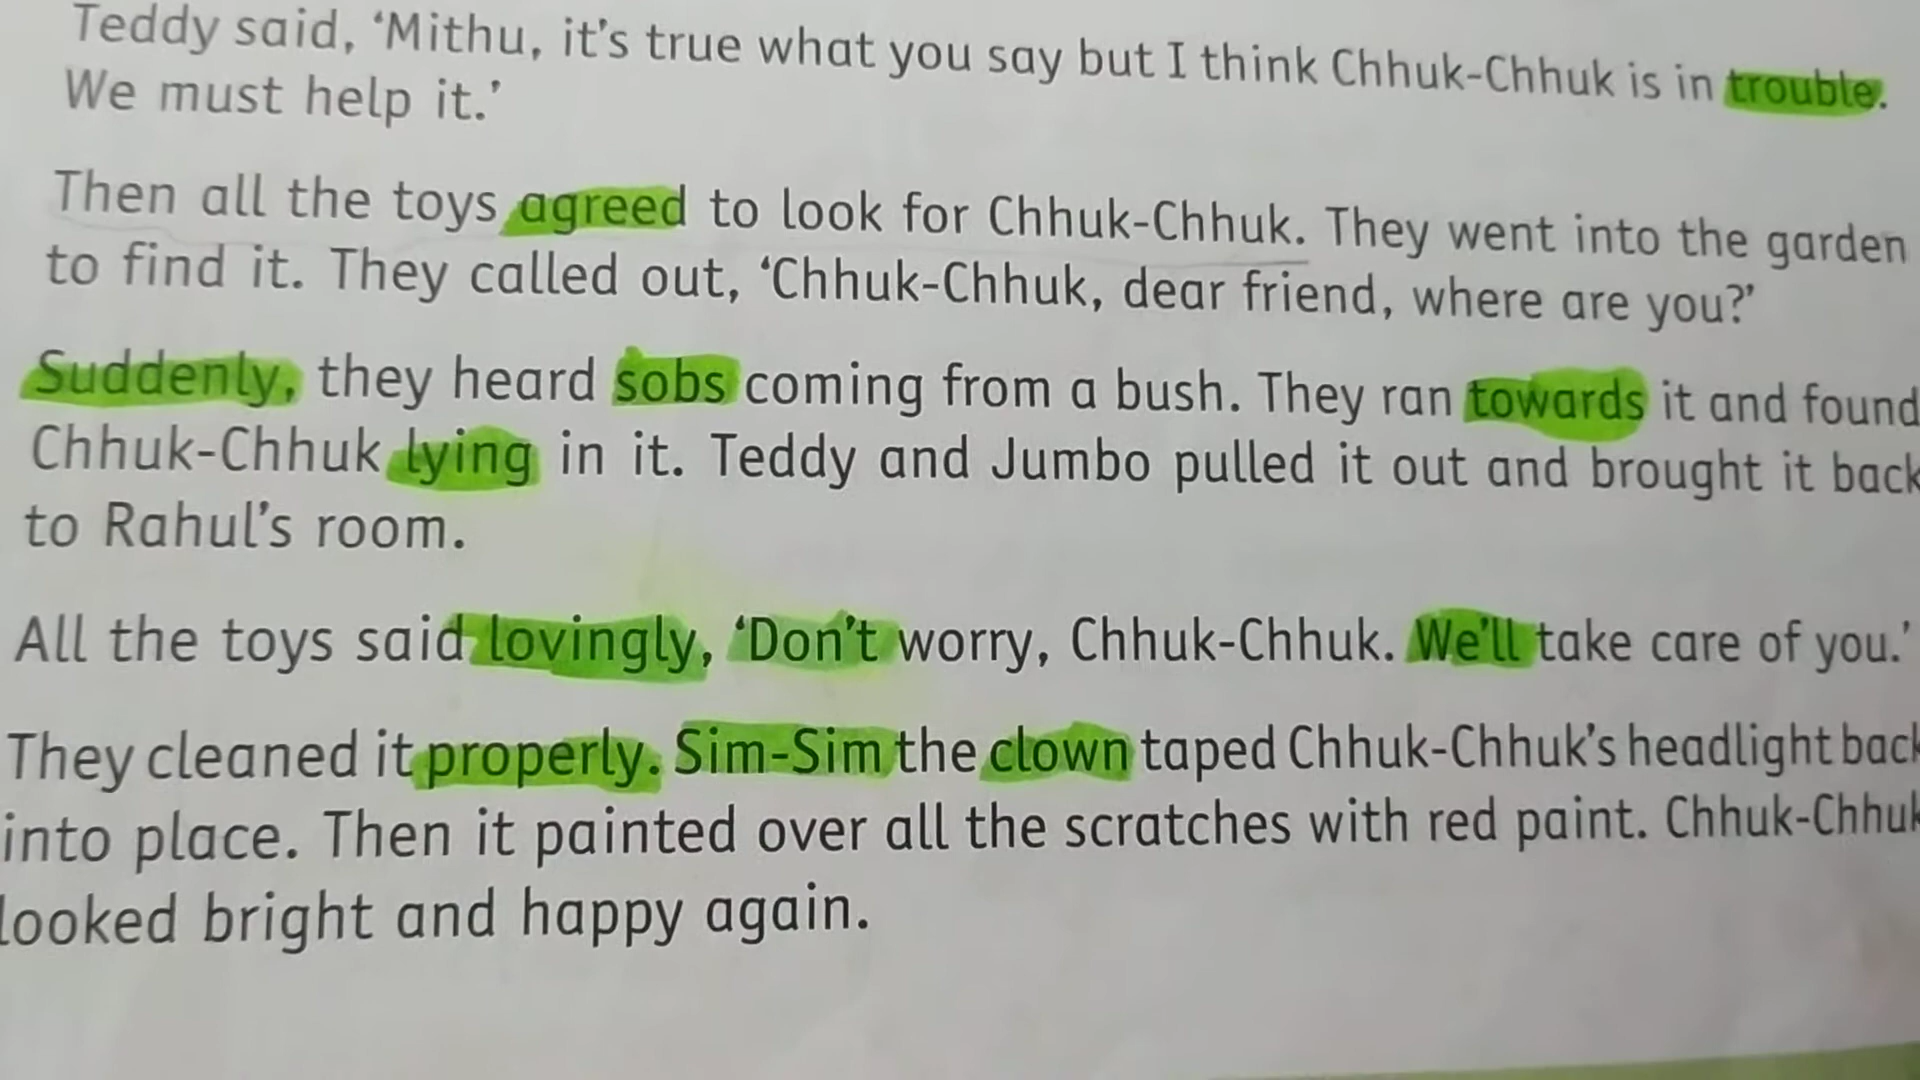 Teddy said, ‘Mithu, it’s true what you say but I think Chhuk-Chhuk is in trouble.
We must help it.’
Then all the toys agreed to look for Chhuk-Chhuk. They went into the garden
to find it. They called out, ‘Chhuk-Chhuk, dear friend, where are you?’
Suddenly, they heard sobs coming from a bush. They ran towards it and found
Chhuk-Chhuk lying in it. Teddy and Jumbo pulled it out and brought it back
to Rahul’s room.
All the toys said lovingly, ‘Don’t worry, Chhuk-Chhuk. We’ll take care of you.’
They cleaned it properly. Sim-Sim the clown taped Chhuk-Chhuk’s headlight back
into place. Then it painted over all the scratches with red paint. Chhuk-Chhuk
looked bright and happy again.